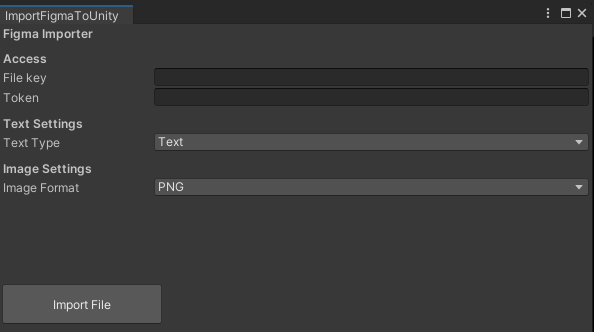 ImportFigmaToUnity
Figma Importer
Access
File key
Token
Text Settings
Text Type Text
Image Settings
Image Format PNG
Import File